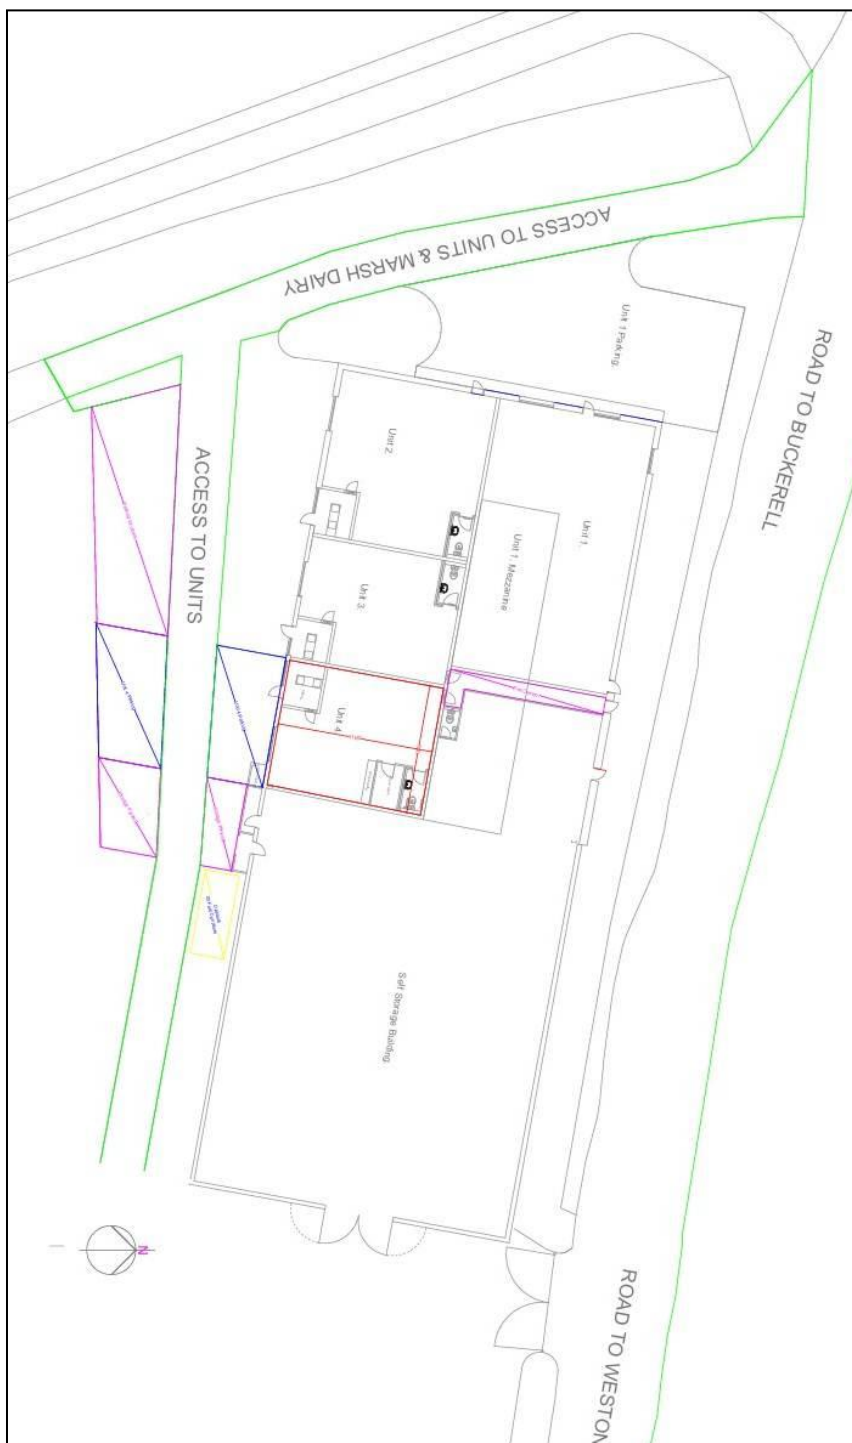 ACCESS TO UNITS & MARSH DAIRY
ROAD TO BUCKERELL
Unit 1 Parking.
ACCESS TO UNITS
Unit 2.
Unit 1.
Unit 1. Mezzanine
Unit 3.
Unit 4.
Self Storage Building
N
ROAD TO WESTON